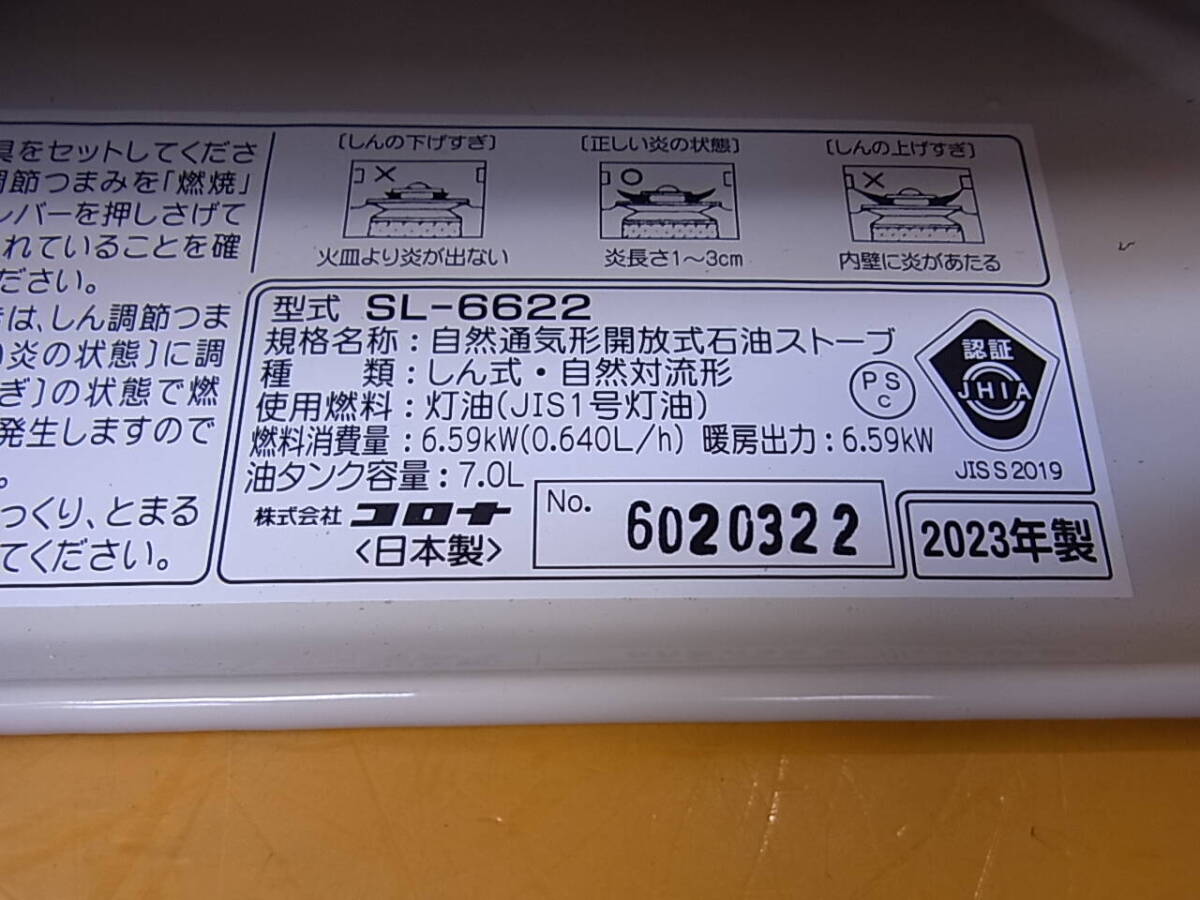 具をセットしてくださ
調節つまみを「燃焼」
レバーを押しさげて
れていることを確
ださい。
は、しん調節つま
炎の状態〕に調
ぎ〕の状態で燃
発生しますので
。
っくり、とまる
てください。
〔しんの下げすぎ〕
火皿より炎が出ない
〔正しい炎の状態〕
炎長さ1〜3cm
〔しんの上げすぎ〕
内壁に炎があたる
型式 SL-6622
規格名称：自然通気形開放式石油ストーブ
種　類：しん式・自然対流形
使用燃料：灯油(JIS1号灯油)
燃料消費量：6.59kW(0.640L/h) 暖房出力：6.59kW
油タンク容量：7.0L
PS
C
認証
JHIA
JIS S 2019
株式会社 コロナ
<日本製>
No. 6020322
2023年製